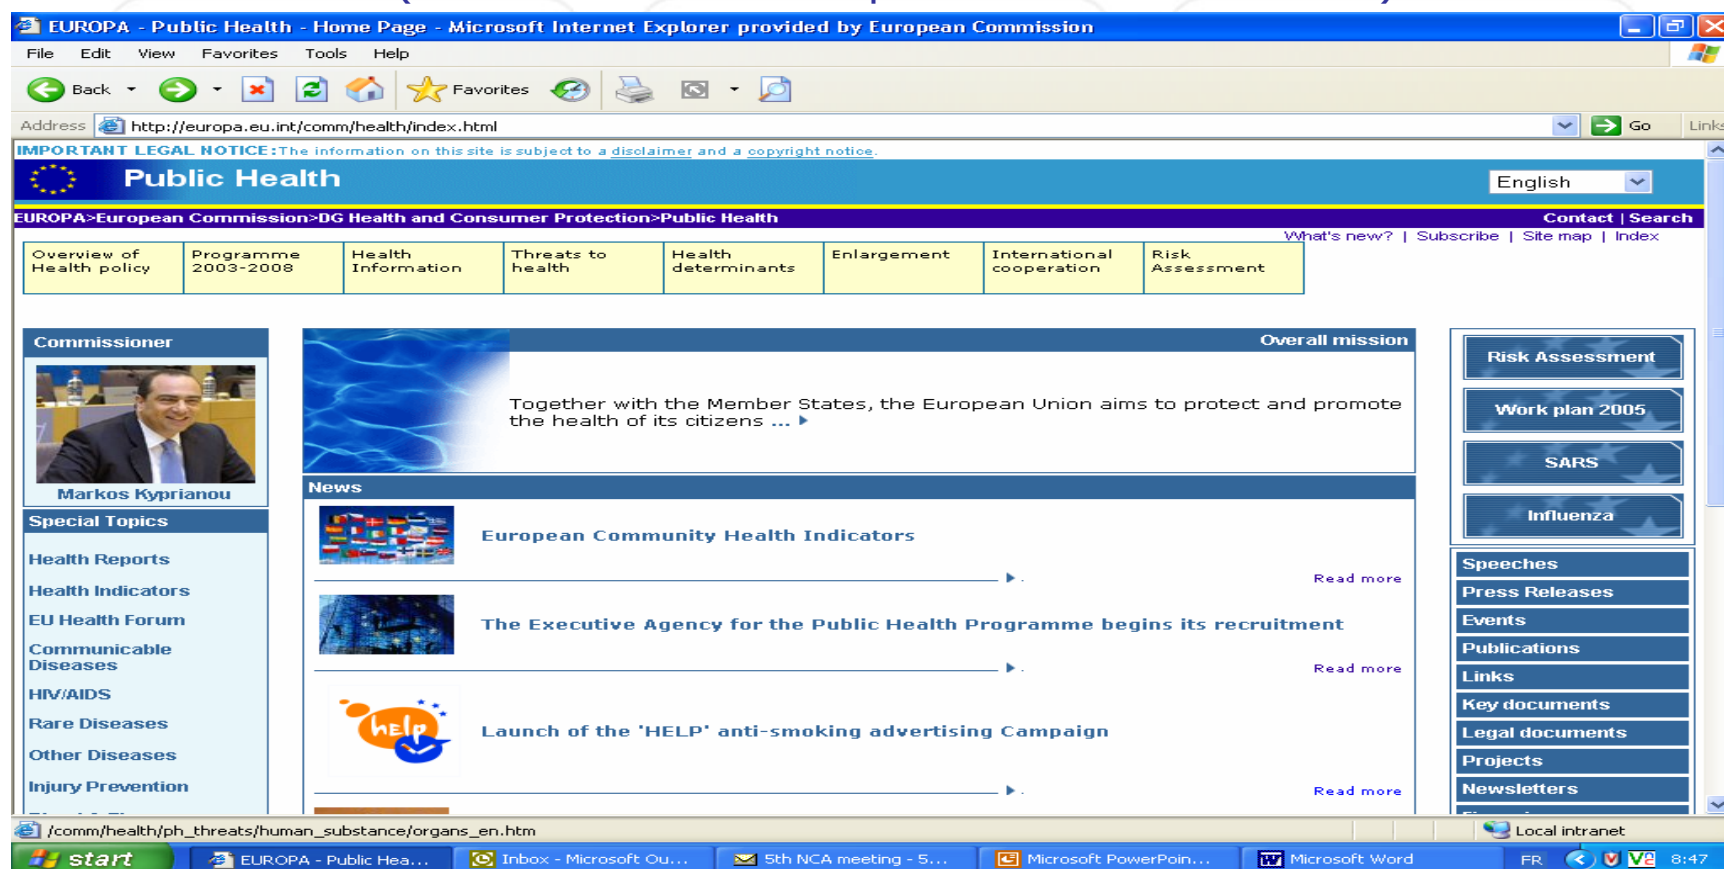 EUROPA - Public Health - Home Page - Microsoft Internet Explorer provided by European Commission
File Edit View Favorites Tools Help
Back Favorites
Address http://europa.eu.int/comm/health/index.html Go Links
IMPORTANT LEGAL NOTICE: The information on this site is subject to a disclaimer and a copyright notice.
Public Health English
EUROPA>European Commission>DG Health and Consumer Protection>Public Health Contact | Search
What's new? | Subscribe | Site map | Index
Overview of Health policy
Programme 2003-2008
Health Information
Threats to health
Health determinants
Enlargement
International cooperation
Risk Assessment
Commissioner
Markos Kyprianou
Special Topics
Health Reports
Health Indicators
EU Health Forum
Communicable
Diseases
HIV/AIDS
Rare Diseases
Other Diseases
Injury Prevention
Overall mission
Together with the Member States, the European Union aims to protect and promote
the health of its citizens ...
News
European Community Health Indicators
Read more
The Executive Agency for the Public Health Programme begins its recruitment
Read more
help
Launch of the 'HELP' anti-smoking advertising Campaign
Read more
Risk Assessment
Work plan 2005
SARS
Influenza
Speeches
Press Releases
Events
Publications
Links
Key documents
Legal documents
Projects
Newsletters
/comm/health/ph_threats/human_substance/organs_en.htm Local intranet
start EUROPA - Public Hea... Inbox - Microsoft Ou... 5th NCA meeting - 5... Microsoft PowerPoin... Microsoft Word FR 8:47